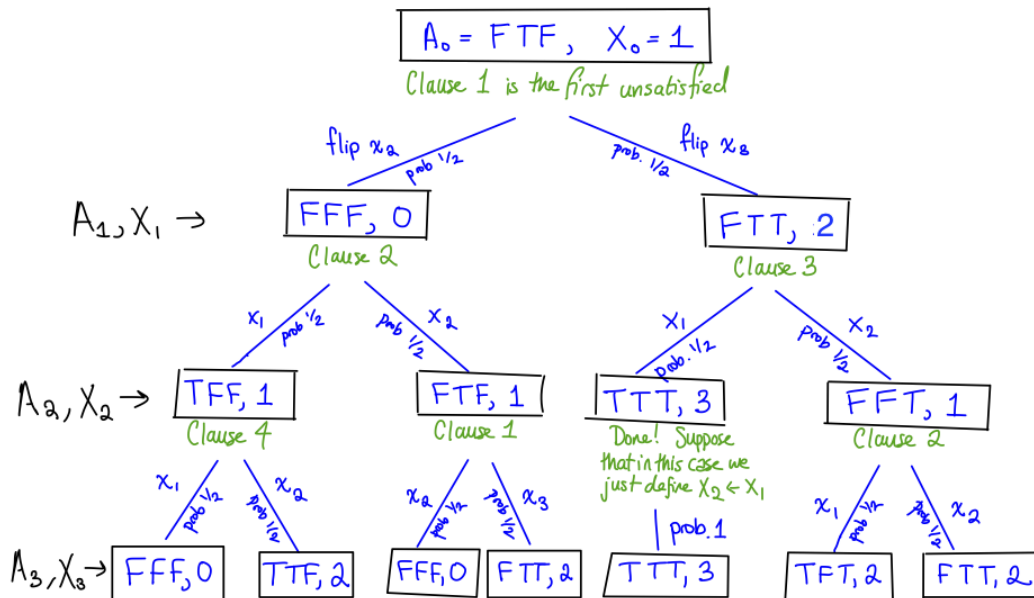 A₀ = FTF, X₀ = 1
Clause 1 is the first unsatisfied
flip x₂
prob 1/2
prob. 1/2
flip x₃
A₁, X₁ →
FFF, 0
FTT, 2
Clause 2
Clause 3
x₁
prob 1/2
prob 1/2
x₂
x₁
prob. 1/2
prob 1/2
x₂
A₂, X₂ →
TFF, 1
FTF, 1
TTT, 3
FFT, 1
Clause 4
Clause 1
Done! Suppose
that in this case we
just define X₂ ← X₁
Clause 2
x₁
prob 1/2
prob 1/2
x₂
x₂
prob 1/2
prob 1/2
x₃
prob. 1
x₁
prob 1/2
prob 1/2
x₂
A₃, X₃ →
FFF, 0
TTF, 2
FFF, 0
FTT, 2
TTT, 3
TFT, 2
FTT, 2